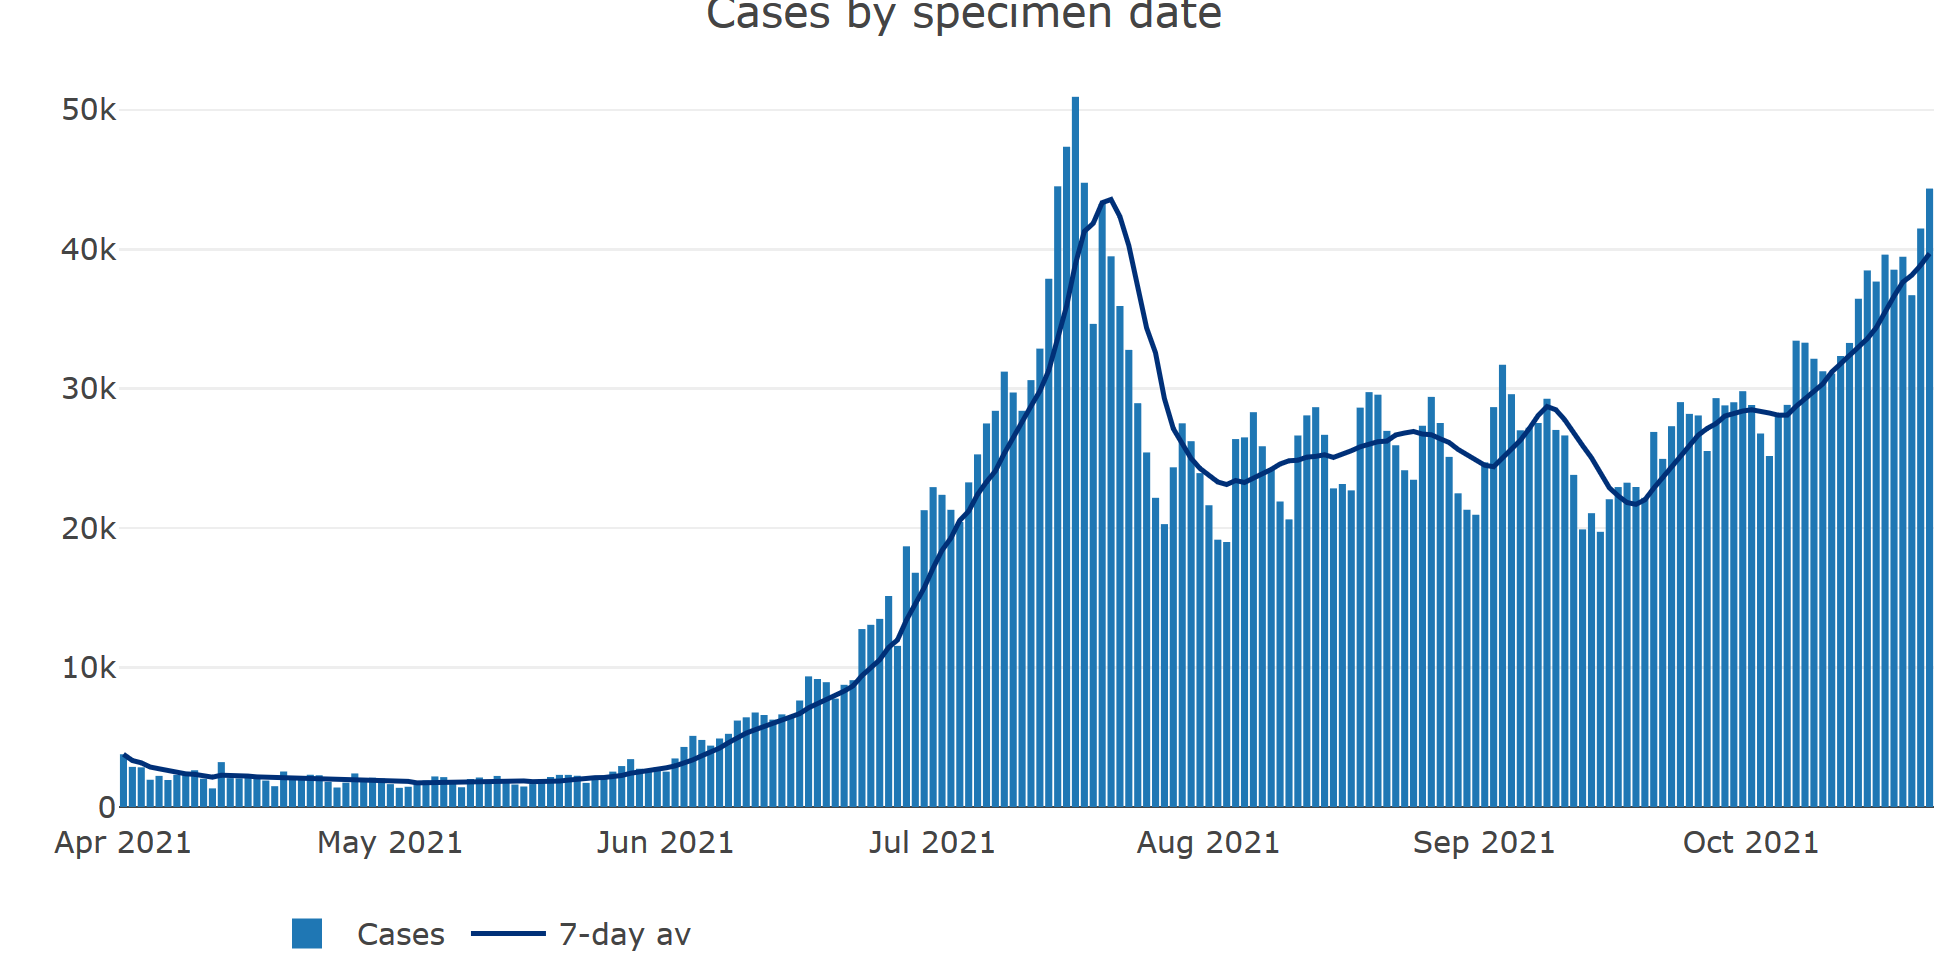 Cases by specimen date
50k
40k
30k
20k
10k
0
Apr 2021 May 2021 Jun 2021 Jul 2021 Aug 2021 Sep 2021 Oct 2021
Cases 7-day av